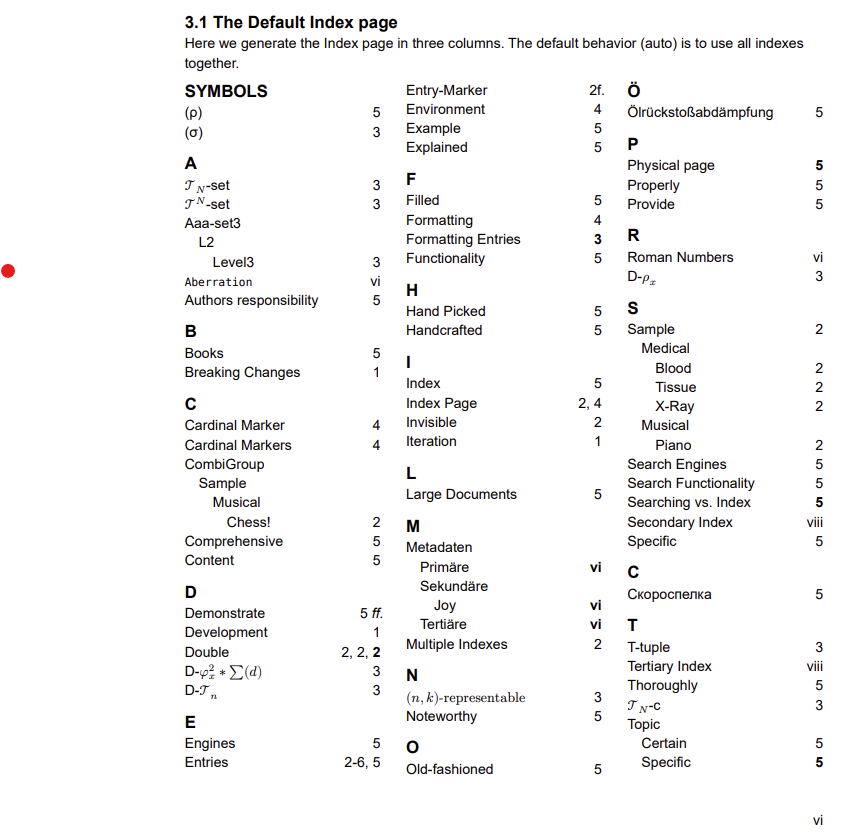 3.1 The Default Index page
Here we generate the Index page in three columns. The default behavior (auto) is to use all indexes
together.
SYMBOLS
(ρ) 5
(σ) 3
A
𝒯_N-set 3
𝒯^N-set 3
Aaa-set3
L2
Level3 3
Aberration vi
Authors responsibility 5
B
Books 5
Breaking Changes 1
C
Cardinal Marker 4
Cardinal Markers 4
CombiGroup
Sample
Musical
Chess! 2
Comprehensive 5
Content 5
D
Demonstrate 5 ff.
Development 1
Double 2, 2, 2
D-φ_x^2 * ∑(d) 3
D-𝒯_n 3
E
Engines 5
Entries 2-6, 5
Entry-Marker 2f.
Environment 4
Example 5
Explained 5
F
Filled 5
Formatting 4
Formatting Entries 3
Functionality 5
H
Hand Picked 5
Handcrafted 5
I
Index 5
Index Page 2, 4
Invisible 2
Iteration 1
L
Large Documents 5
M
Metadaten
Primäre vi
Sekundäre
Joy vi
Tertiäre vi
Multiple Indexes 2
N
(n, k)-representable 3
Noteworthy 5
O
Old-fashioned 5
Ö
Ölrückstoßabdämpfung 5
P
Physical page 5
Properly 5
Provide 5
R
Roman Numbers vi
D-ρ_x 3
S
Sample 2
Medical
Blood 2
Tissue 2
X-Ray 2
Musical
Piano 2
Search Engines 5
Search Functionality 5
Searching vs. Index 5
Secondary Index viii
Specific 5
С
Скороспелка 5
T
T-tuple 3
Tertiary Index viii
Thoroughly 5
𝒯_N-c 3
Topic
Certain 5
Specific 5
vi